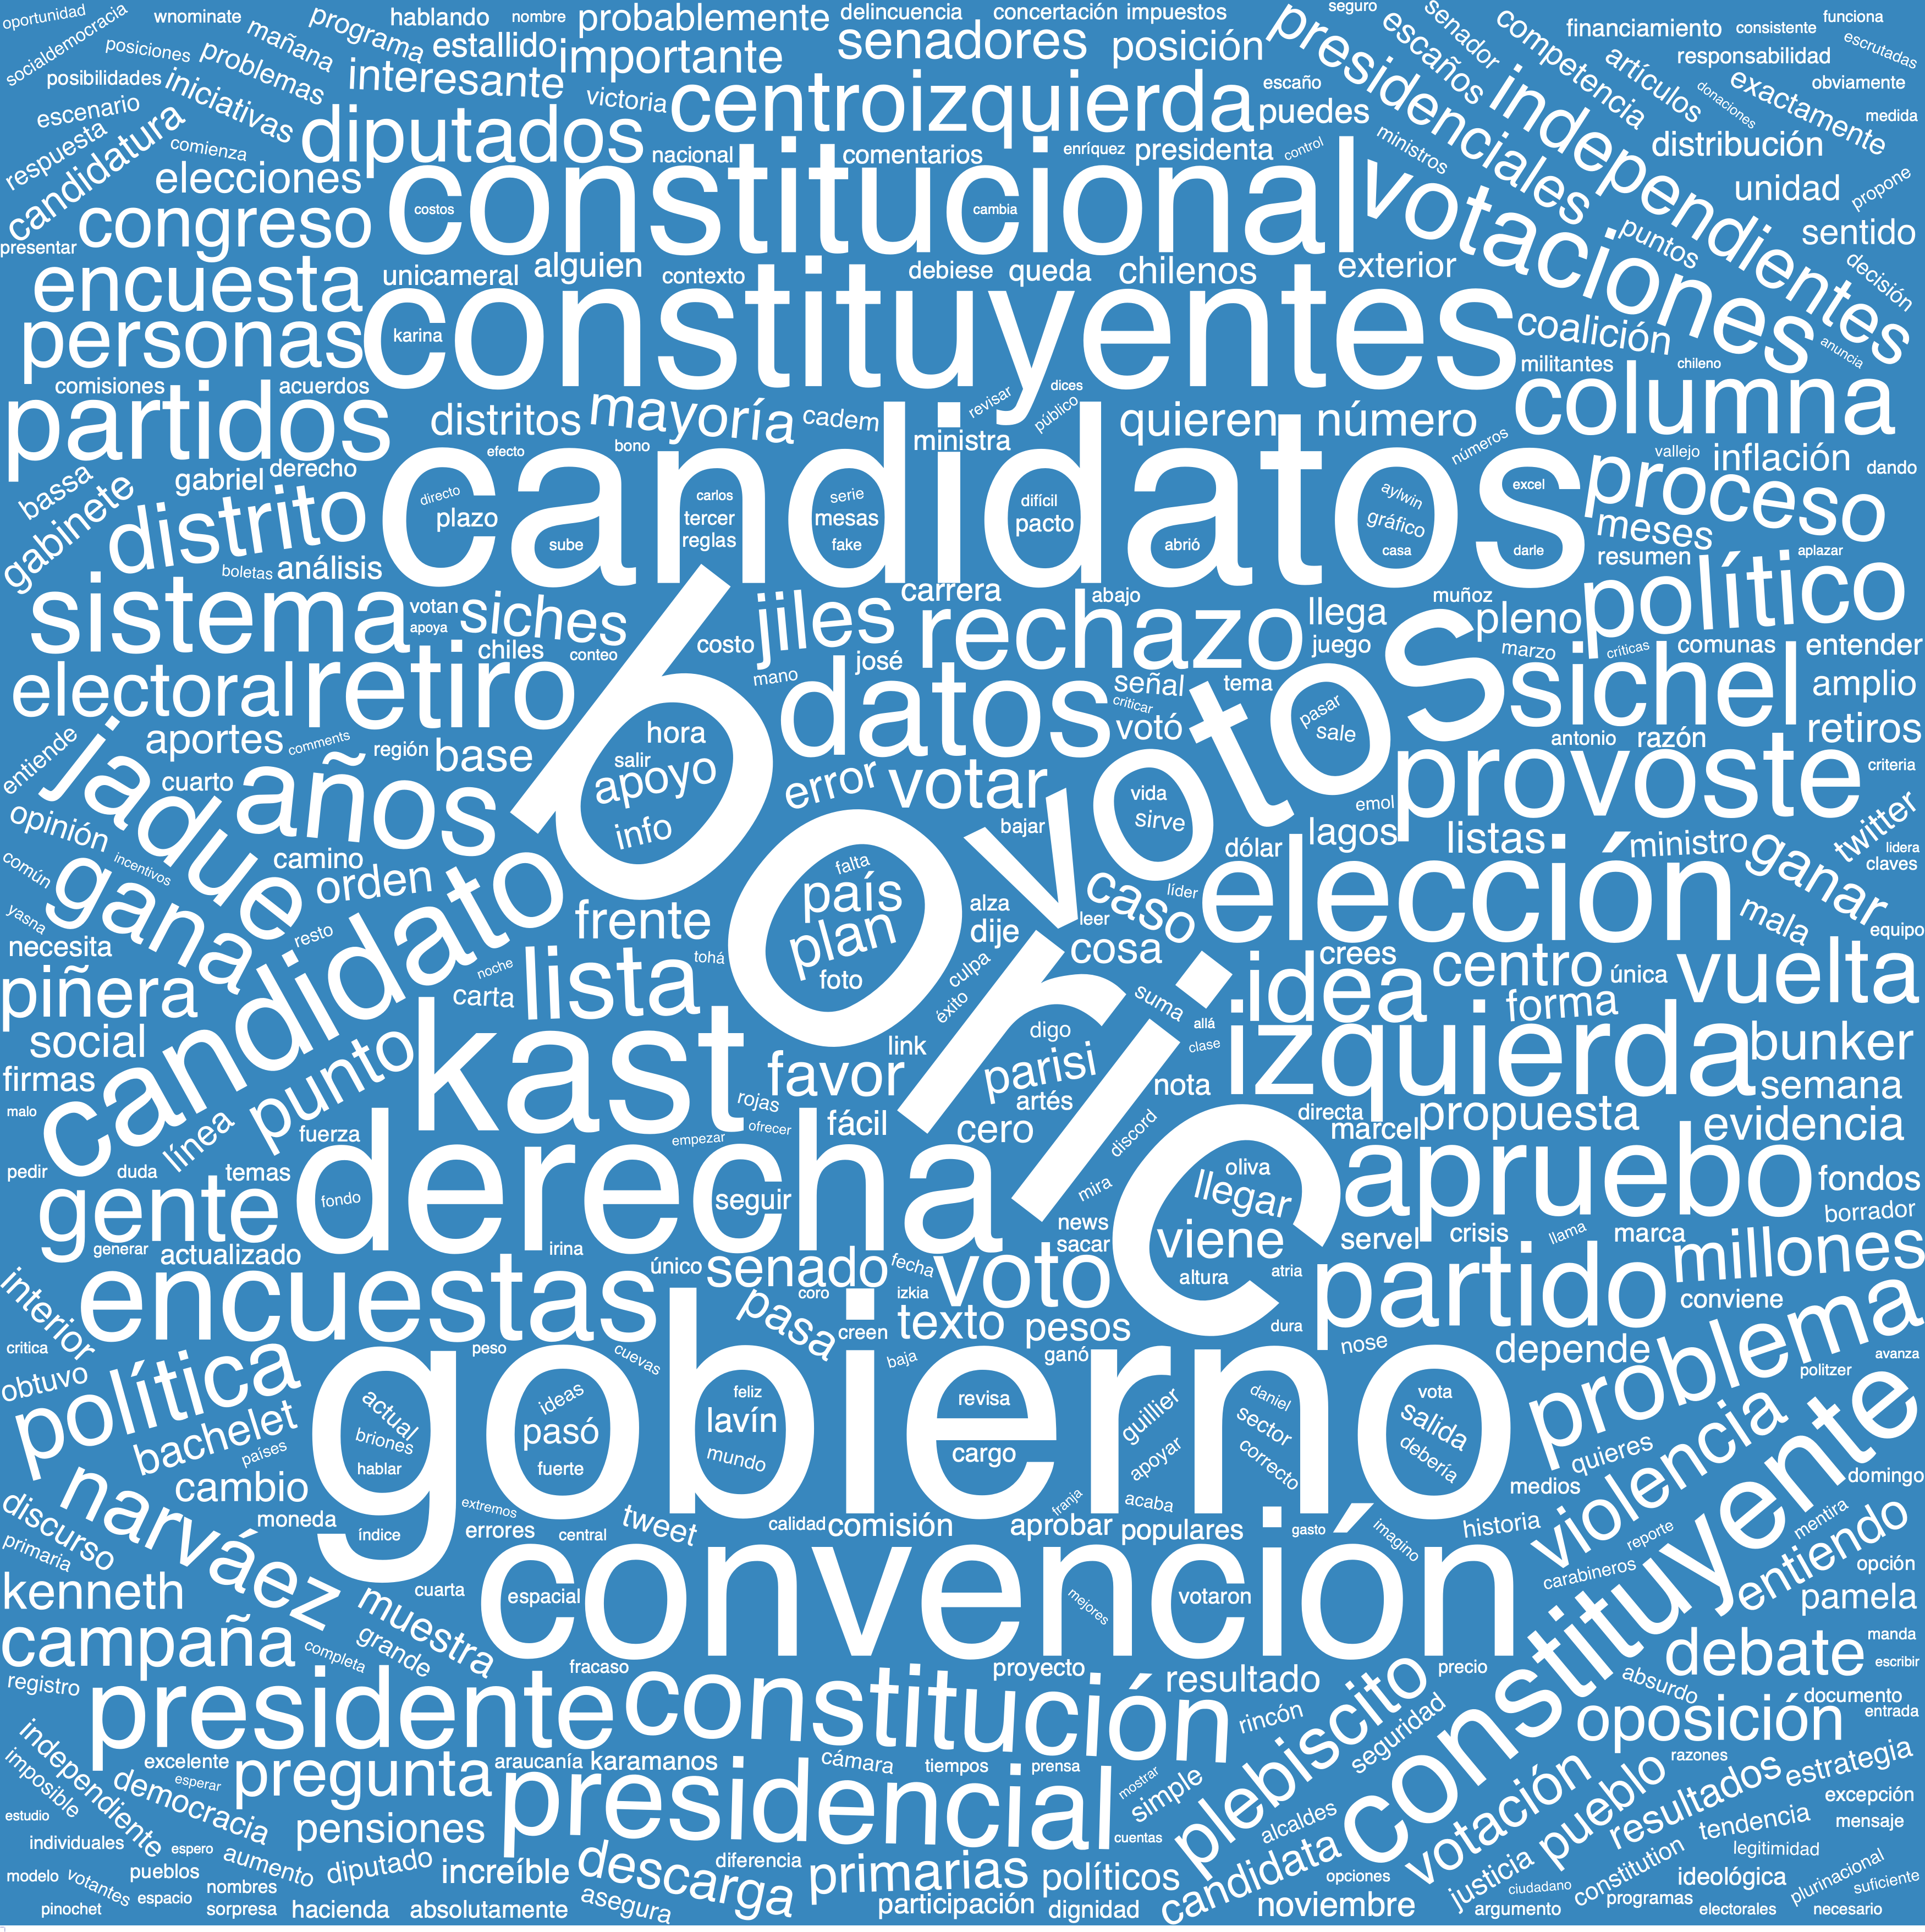 oportunidad
wnominate
programa
hablando
nombre
probablemente
delincuencia
concertación
impuestos
seguro
escaños
senador
competencia
financiamiento
consistente
funciona
socialdemocracia
posiciones
problemas
mañana
estallido
importante
senadores
posición
presidenciales
independientes
artículos
responsabilidad
escrutadas
posibilidades
iniciativas
interesante
victoria
centroizquierda
escaño
puedes
donaciones
exactamente
obviamente
medida
escenario
respuesta
candidatura
comienza
diputados
nacional
comentarios
enríquez
presidenta
control
ministros
distribución
elecciones
constitucional
votaciones
unidad
propone
presentar
congreso
costos
cambia
puntos
sentido
encuesta
unicameral
alguien
contexto
debiese
queda
chilenos
exterior
decisión
personas
karina
constituyentes
coalición
anuncia
comisiones
acuerdos
revisar
dices
público
militantes
chileno
partidos
distritos
mayoría
cadem
ministra
quieren
número
columna
efecto
bono
candidatos
números
vallejo
inflación
dando
bassa
gabinete
gabriel
derecho
distrito
directo
plazo
carlos
tercer
reglas
serie
mesas
fake
difícil
pacto
aylwin
gráfico
casa
excel
proceso
meses
boletas
análisis
sube
abrió
darle
resumen
aplazar
sistema
votan
apoya
siches
carrera
abajo
muñoz
pleno
político
chiles
conteo
costo
jiles
rechazo
llega
juego
marzo
críticas
comunas
entender
electoral
retiro
mano
josé
datos
señal
criticar
votó
tema
votos
sichel
amplio
retiros
entiende
aportes
comments
región
base
hora
salir
apoyo
info
pasar
sale
antonio
razón
jadue
cuarto
años
error
votar
vida
sirve
emol
provoste
criteria
opinión
camino
orden
bajar
dólar
lagos
listas
ministro
ganar
twitter
lidera
claves
común
incentivos
gana
candidato
boric
falta
país
plan
foto
alza
dije
leer
caso
líder
elección
mala
equipo
yasna
necesita
resto
frente
tohá
culpa
cosa
crees
centro
única
vuelta
piñera
noche
carta
lista
éxito
suma
allá
idea
forma
social
punto
kast
link
digo
clase
izquierda
bunker
firmas
favor
parisi
artés
nota
semana
malo
línea
fuerza
rojas
ofrecer
empezar
fácil
cero
discord
directa
marcel
propuesta
evidencia
pedir
duda
temas
derecha
oliva
llegar
apruebo
fondos
gente
fondo
seguir
mira
news
sacar
viene
servel
crisis
llama
marca
borrador
generar
actualizado
irina
único
senado
fecha
izkia
voto
altura
atria
partido
millones
interior
encuestas
coro
pasa
creen
texto
pesos
dura
conviene
critica
obtuvo
peso
cuevas
baja
ganó
nose
depende
problema
politzer
avanza
política
bachelet
países
gobierno
actual
briones
hablar
ideas
pasó
fuerte
feliz
lavín
mundo
revisa
cargo
guillier
apoyar
daniel
sector
correcto
vota
salida
debería
quieres
medios
violencia
domingo
narváez
cambio
moneda
índice
extremos
errores
central
tweet
calidad
comisión
franja
acaba
aprobar
populares
gasto
imagino
historia
reporte
mentira
entiendo
discurso
primaria
kenneth
cuarta
espacial
convención
mejores
votaron
carabineros
constituyente
opción
pamela
campaña
muestra
grande
completa
fracaso
proyecto
resultado
precio
debate
manda
escribir
registro
presidente
constitución
rincón
plebiscito
seguridad
absurdo
documento
entrada
oposición
independiente
imposible
excelente
esperar
pregunta
araucanía
karamanos
cámara
tiempos
prensa
mostrar
simple
razones
estrategia
democracia
presidencial
votación
pueblo
resultados
excepción
estudio
individuales
pensiones
cuentas
alcaldes
tendencia
mensaje
modelo
votantes
espero
pueblos
aumento
diputado
increíble
descarga
diferencia
primarias
políticos
candidata
opciones
justicia
ciudadano
constitution
legitimidad
ideológica
plurinacional
suficiente
pinochet
espacio
nombres
sorpresa
hacienda
absolutamente
asegura
participación
dignidad
noviembre
argumento
programas
electorales
necesario